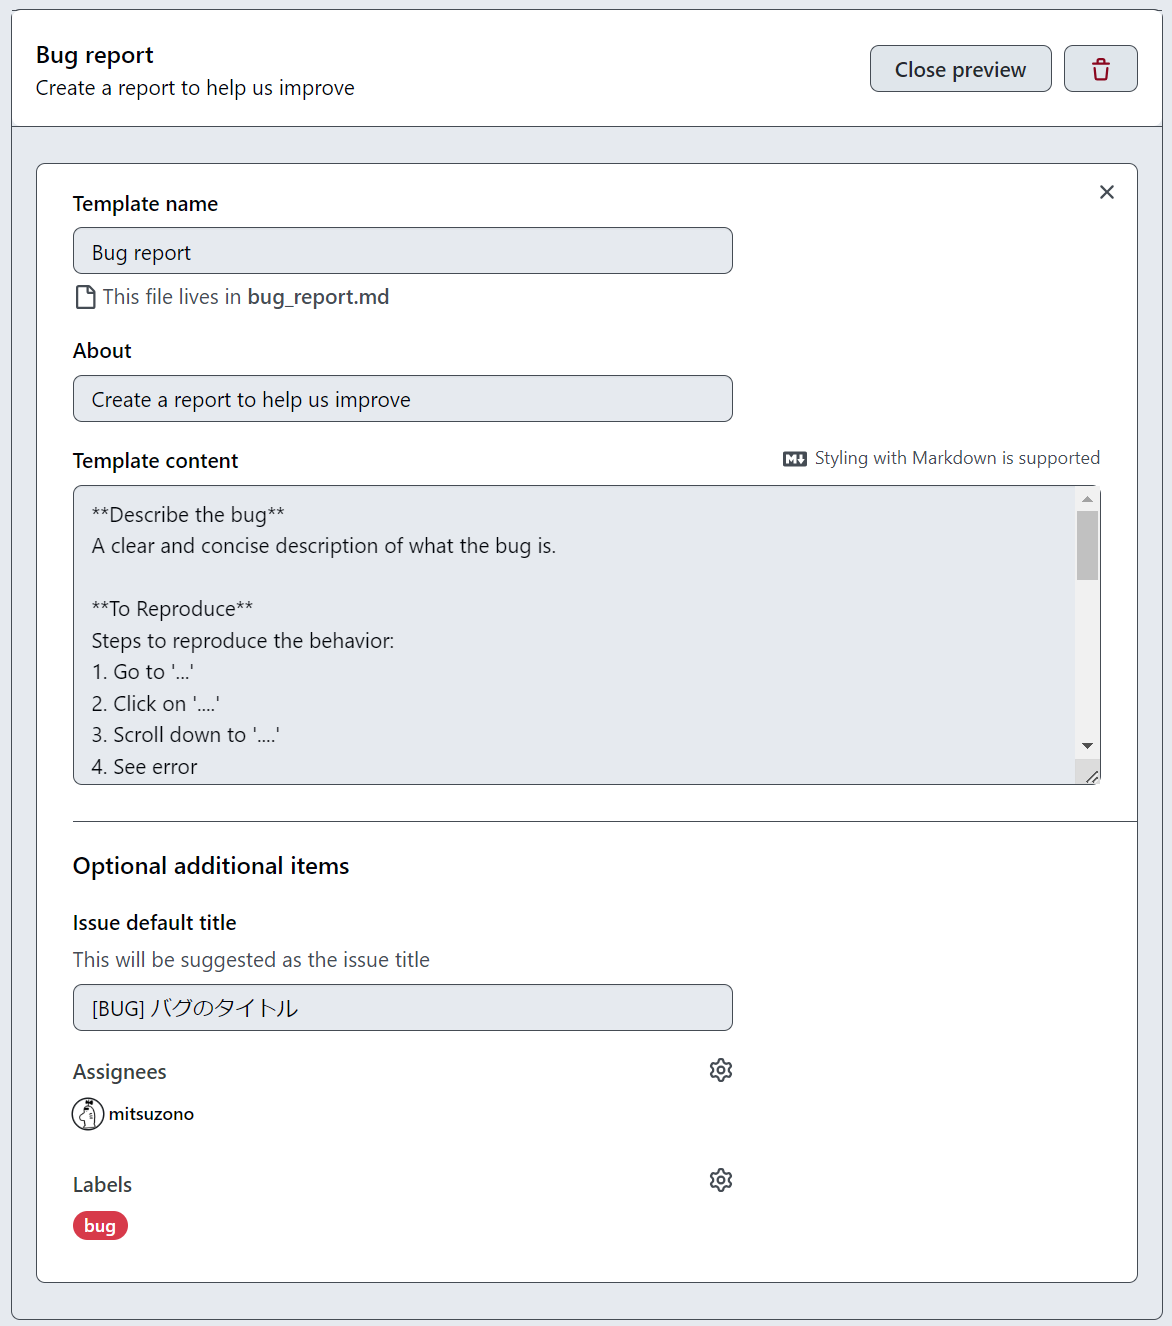 Bug report
Create a report to help us improve
Close preview
Template name
Bug report
This file lives in bug_report.md
About
Create a report to help us improve
Template content
Styling with Markdown is supported
**Describe the bug**
A clear and concise description of what the bug is.
**To Reproduce**
Steps to reproduce the behavior:
1. Go to '...'
2. Click on '....'
3. Scroll down to '....'
4. See error
Optional additional items
Issue default title
This will be suggested as the issue title
[BUG] バグのタイトル
Assignees
mitsuzono
Labels
bug